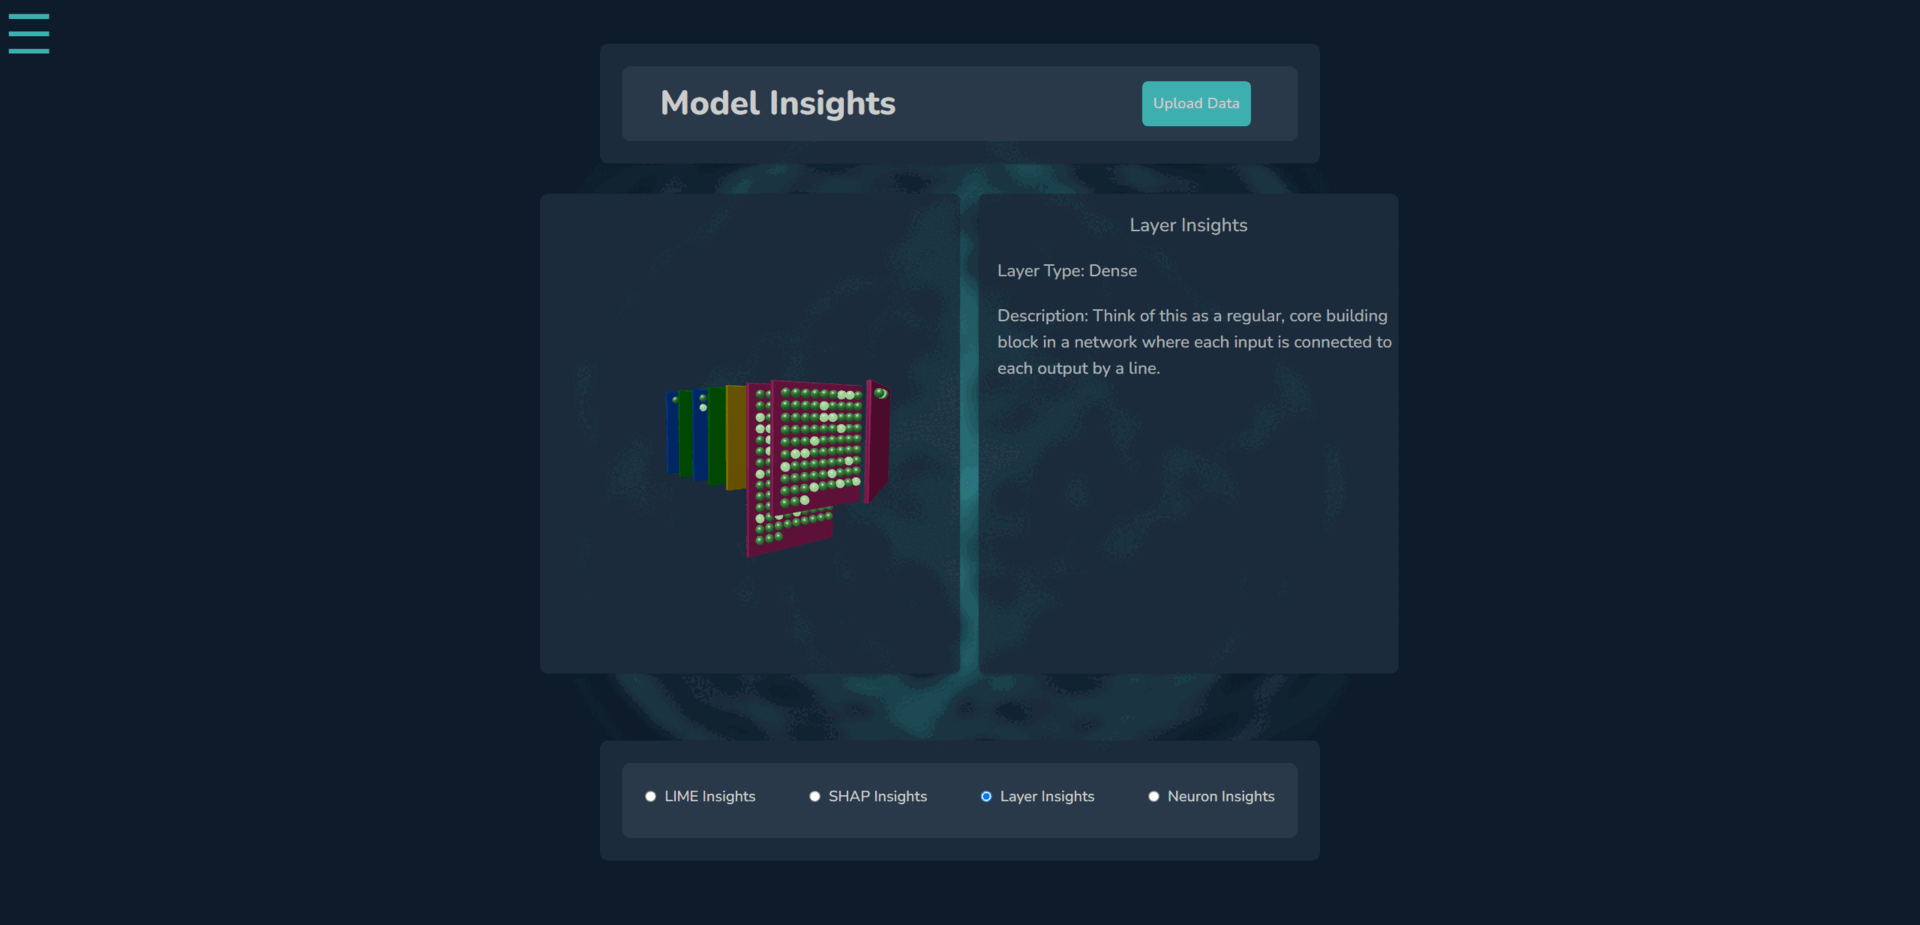 Model Insights
Upload Data
Layer Insights
Layer Type: Dense
Description: Think of this as a regular, core building
block in a network where each input is connected to
each output by a line.
LIME Insights
SHAP Insights
Layer Insights
Neuron Insights